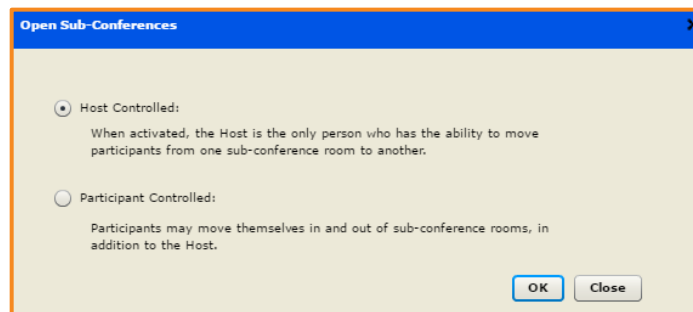 Open Sub-Conferences
Host Controlled:
When activated, the Host is the only person who has the ability to move
participants from one sub-conference room to another.
Participant Controlled:
Participants may move themselves in and out of sub-conference rooms, in
addition to the Host.
OK Close